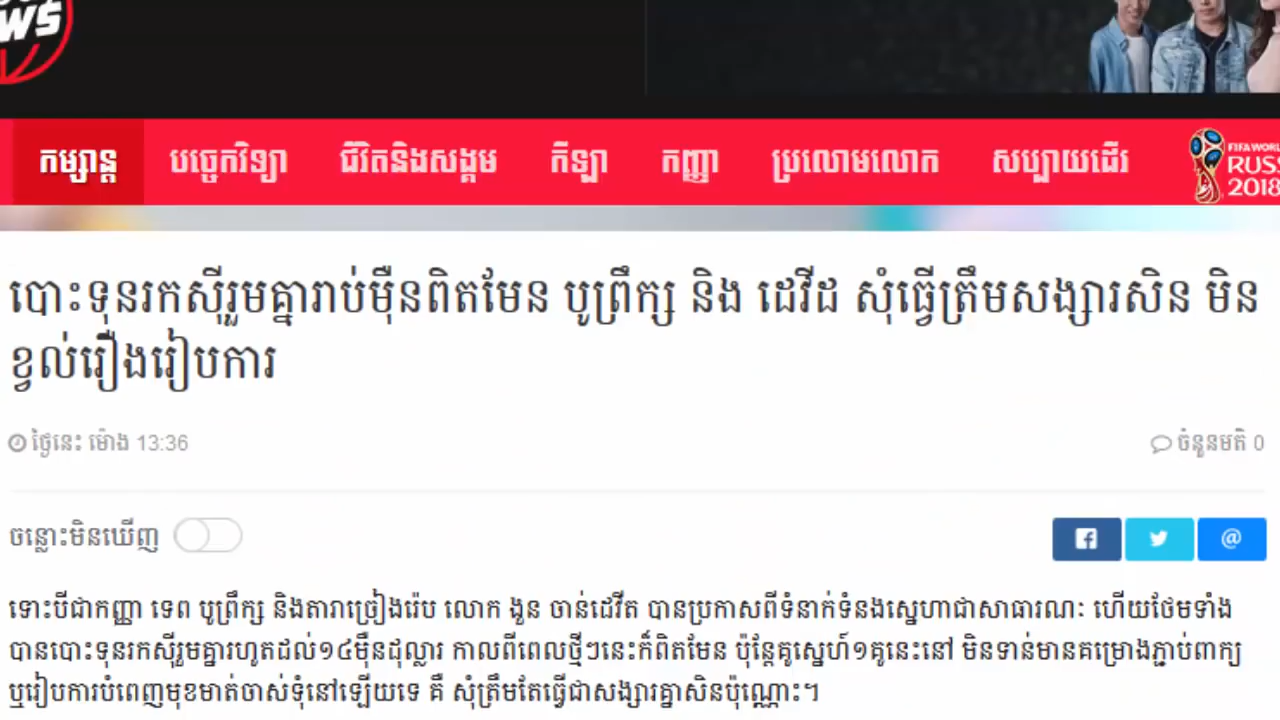 WS
កម្សាន្ត បច្ចេកវិទ្យា ជីវិតនិងសង្គម កីឡា កញ្ញា ប្រលោមលោក សប្បាយដើរ
FIFA WORL
RUSS
2018
បោះទុនរកស៊ីរួមគ្នារាប់ម៉ឺនពិតមែន បូព្រឹក្ស និង ដេវីដ សុំធ្វើត្រឹមសង្សារសិន មិន
ខ្វល់រឿងរៀបការ
ថ្ងៃនេះ ម៉ោង 13:36 ចំនួនមតិ 0
ចន្លោះមិនឃើញ
ទោះបីជាកញ្ញា ទេព បូព្រឹក្ស និងតារាចម្រៀងរ៉េប លោក ងួន ចាន់ដេវីត បានប្រកាសពីទំនាក់ទំនងស្នេហាជាសាធារណៈ ហើយថែមទាំង
បានបោះទុនរកស៊ីរួមគ្នារហូតដល់១៤ម៉ឺនដុល្លារ កាលពីពេលថ្មីៗនេះក៏ពិតមែន ប៉ុន្តែគូស្នេហ៍១គូនេះនៅ មិនទាន់មានគម្រោងភ្ជាប់ពាក្យ
ឬរៀបការបំពេញមុខមាត់ចាស់ទុំនៅឡើយទេ គឺ សុំត្រឹមតែធ្វើជាសង្សារគ្នាសិនប៉ុណ្ណោះ។